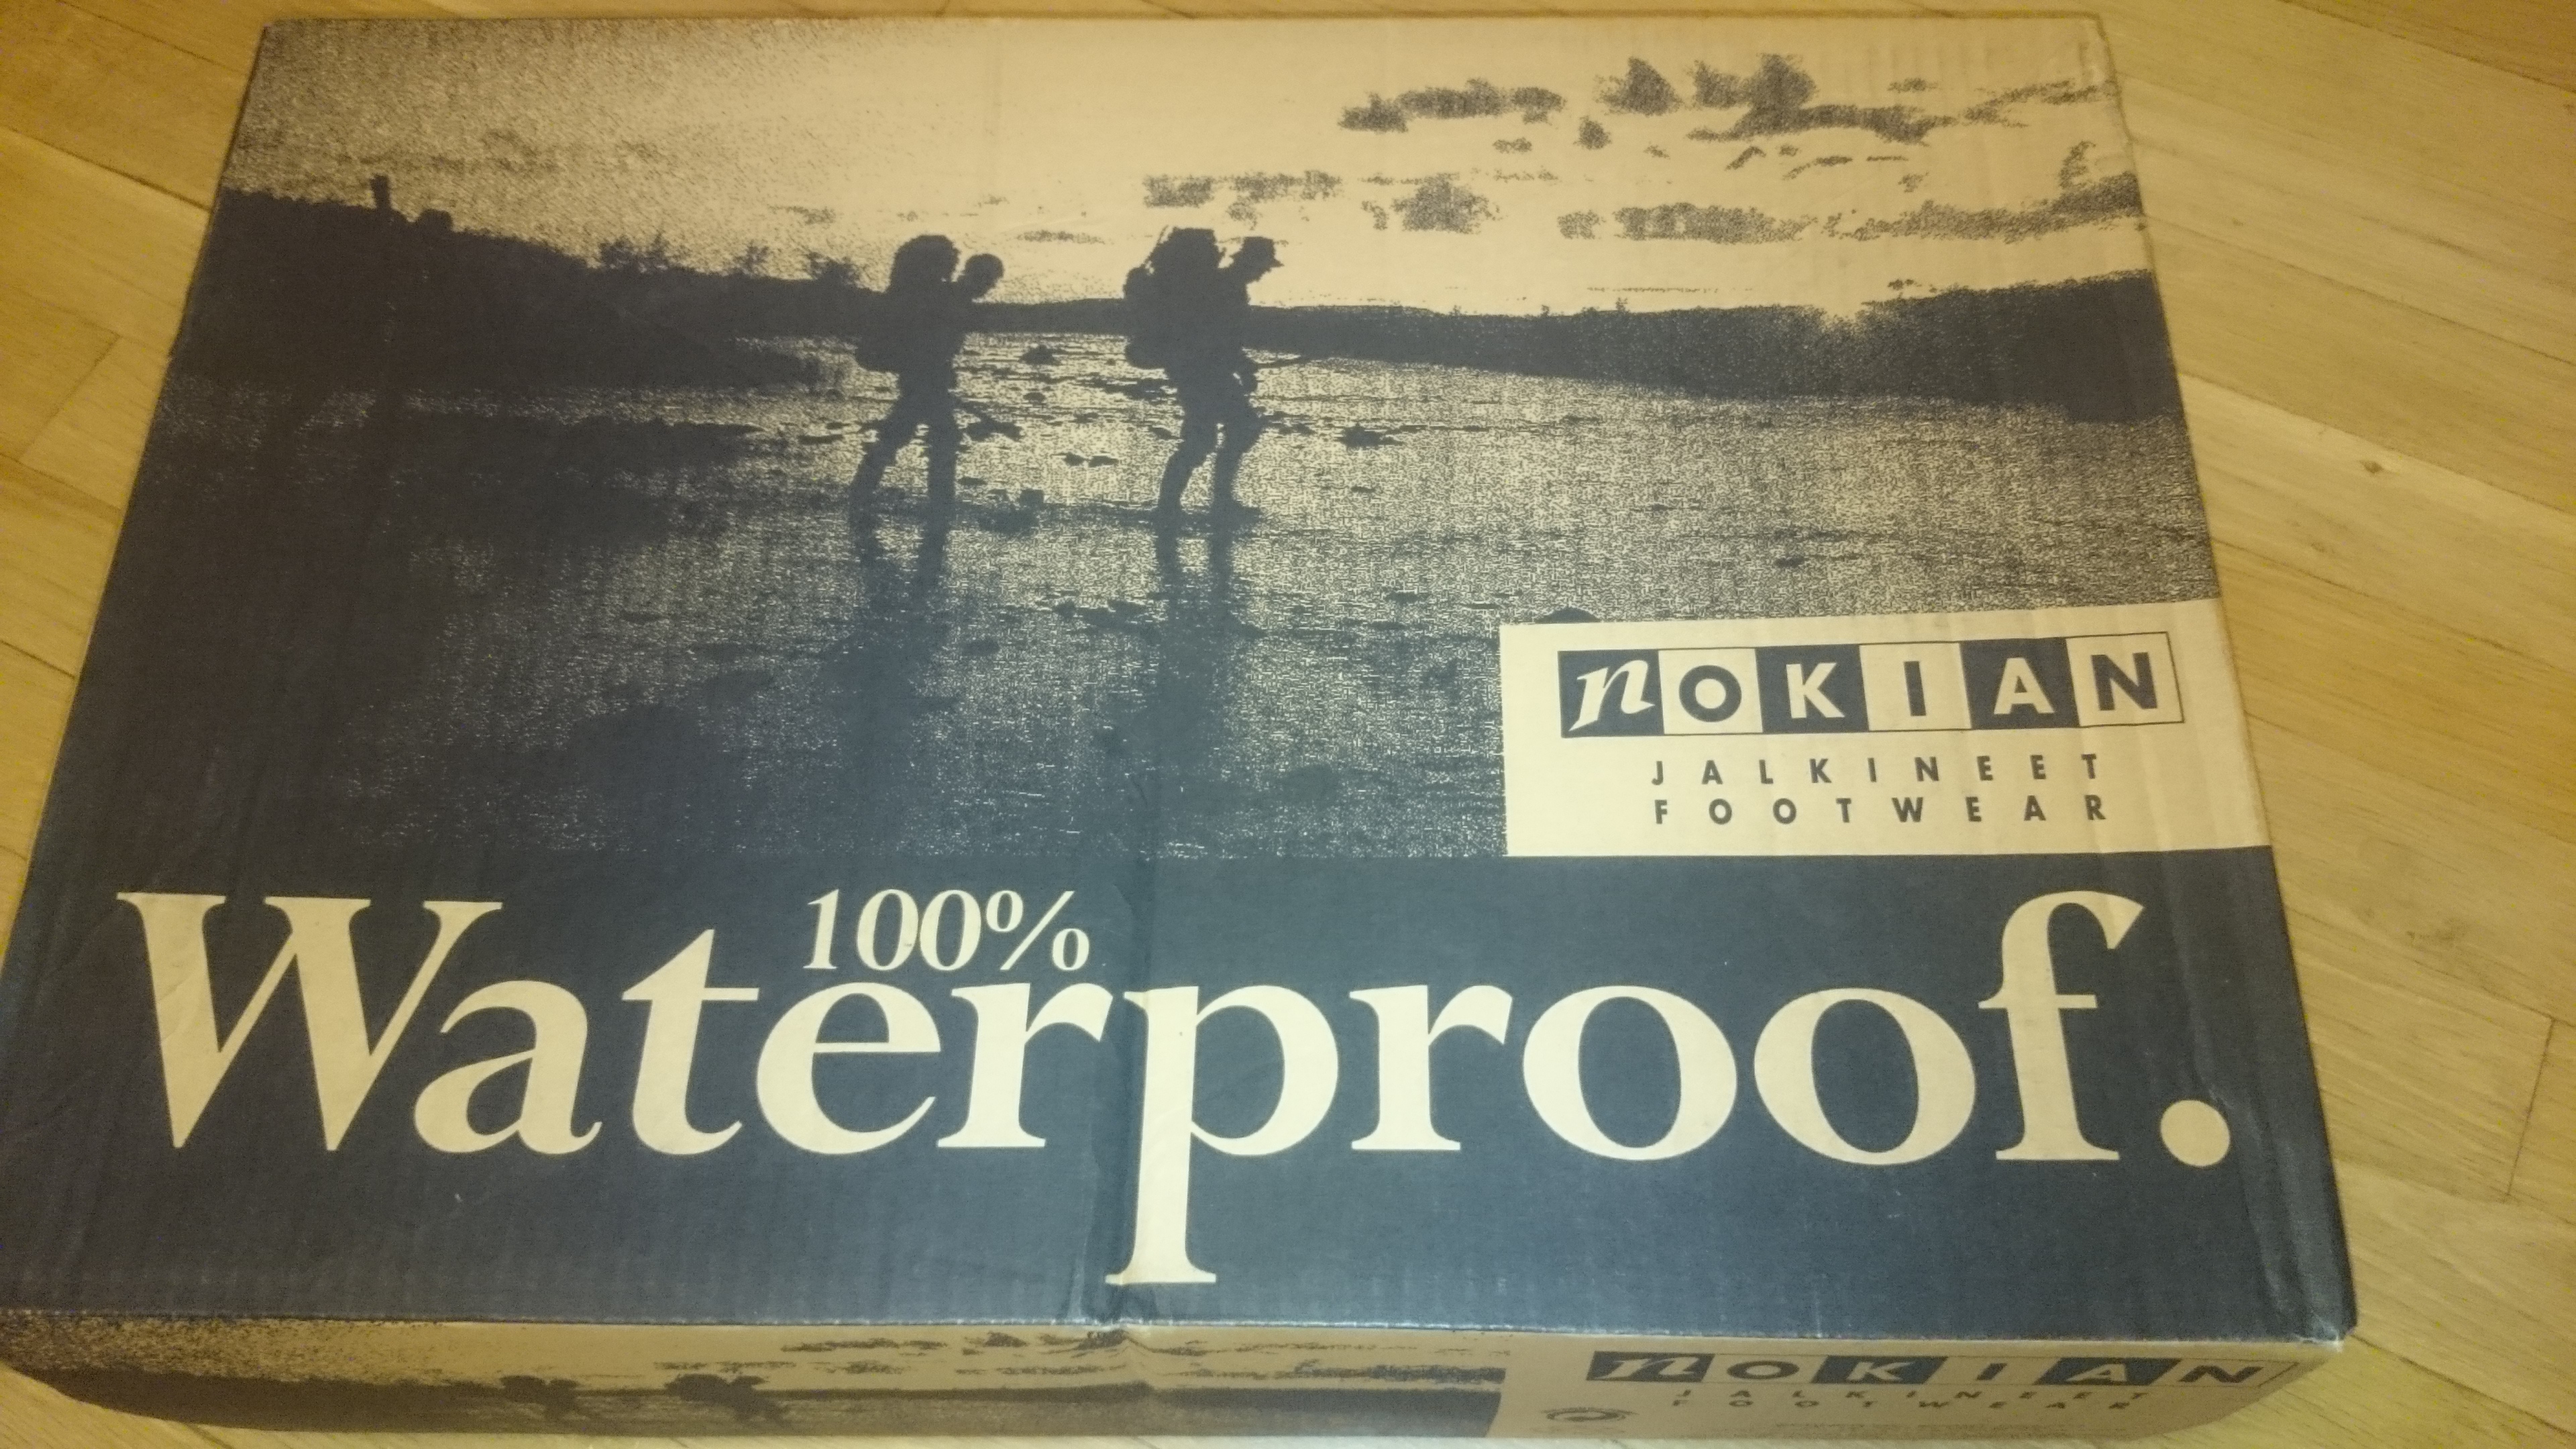 nOKIAN
JALKINEET
FOOTWEAR
100%
Waterproof.
nOKIAN
JALKINEET
FOOTWEAR